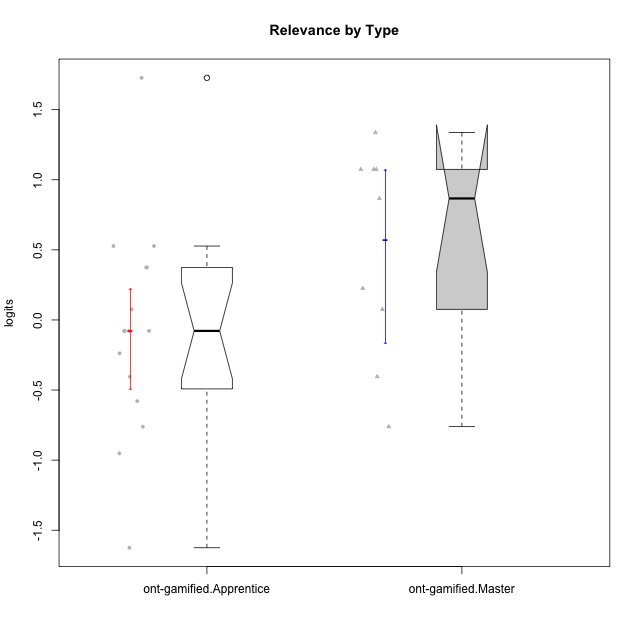 Relevance by Type
logits
1.5
1.0
0.5
0.0
-0.5
-1.0
-1.5
ont-gamified.Apprentice
ont-gamified.Master